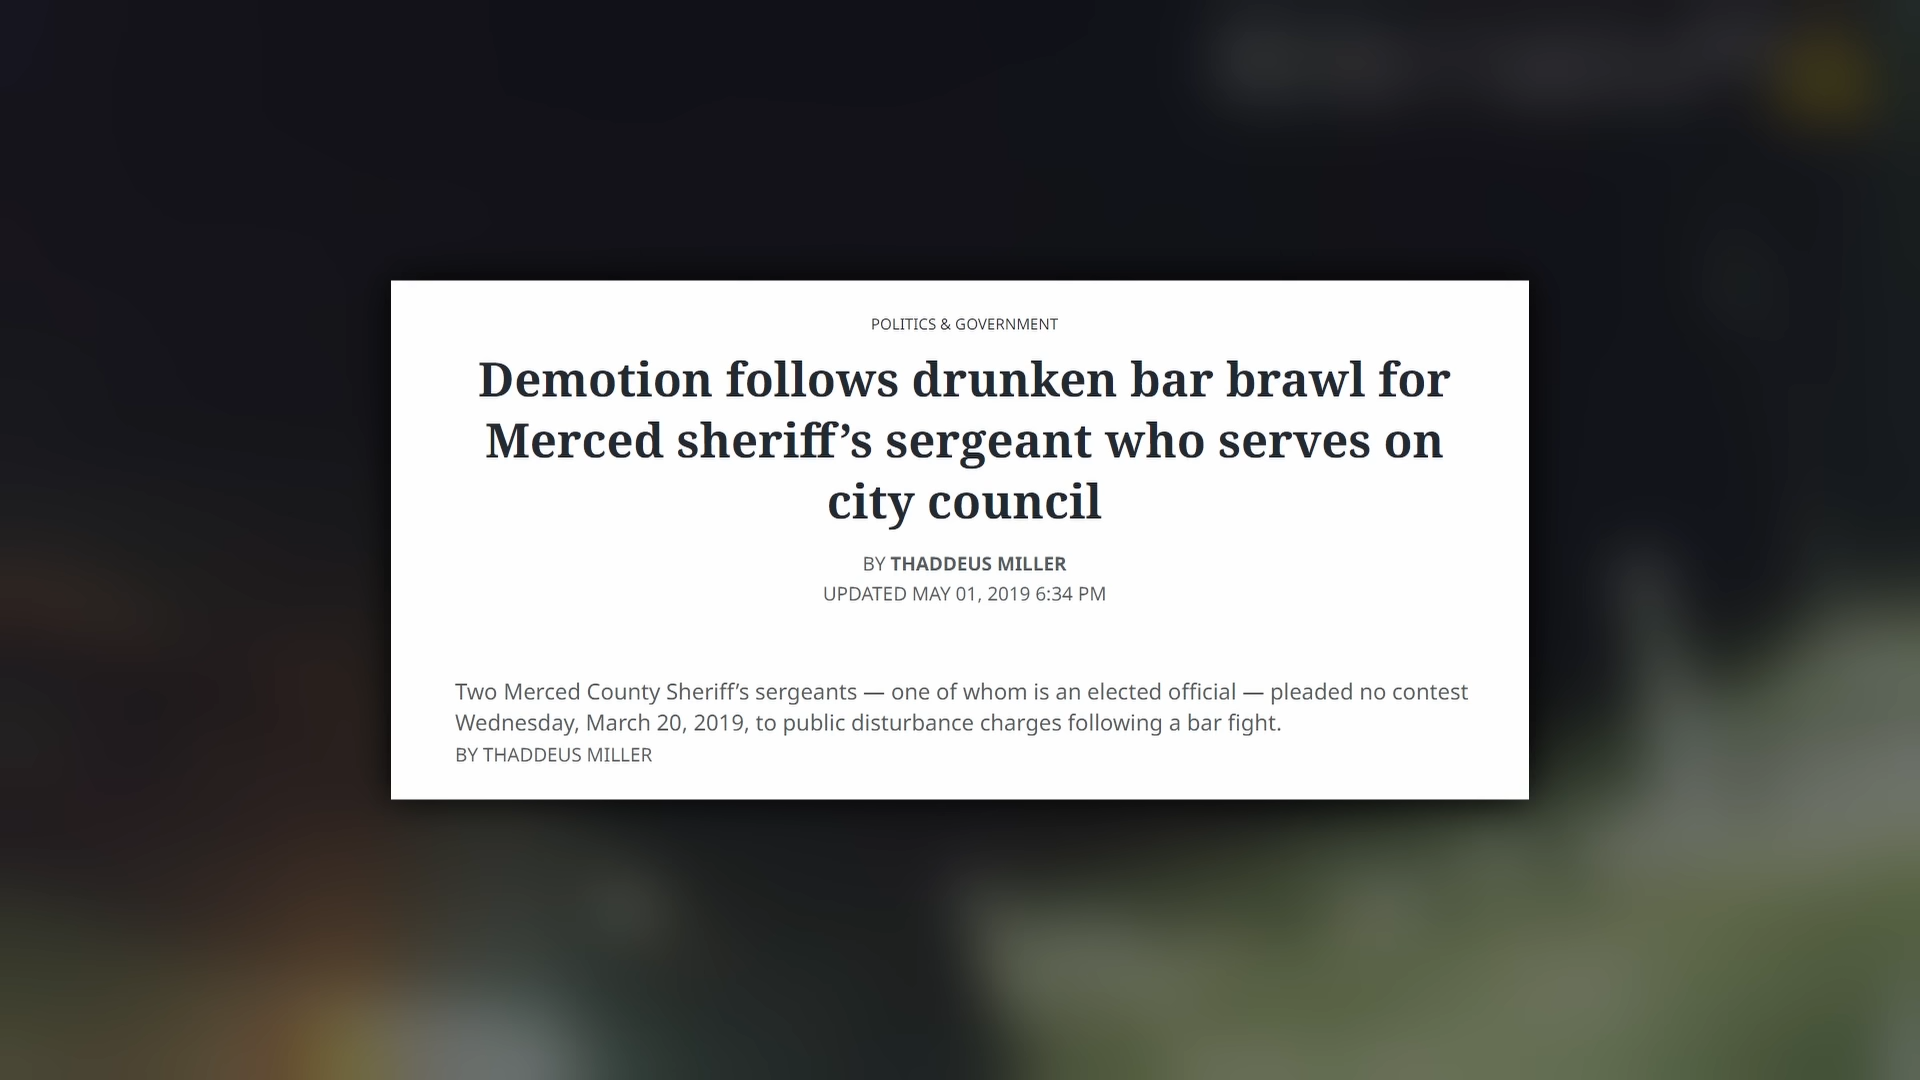 POLITICS & GOVERNMENT
Demotion follows drunken bar brawl for
Merced sheriff’s sergeant who serves on
city council
BY THADDEUS MILLER
UPDATED MAY 01, 2019 6:34 PM
Two Merced County Sheriff’s sergeants — one of whom is an elected official — pleaded no contest
Wednesday, March 20, 2019, to public disturbance charges following a bar fight.
BY THADDEUS MILLER